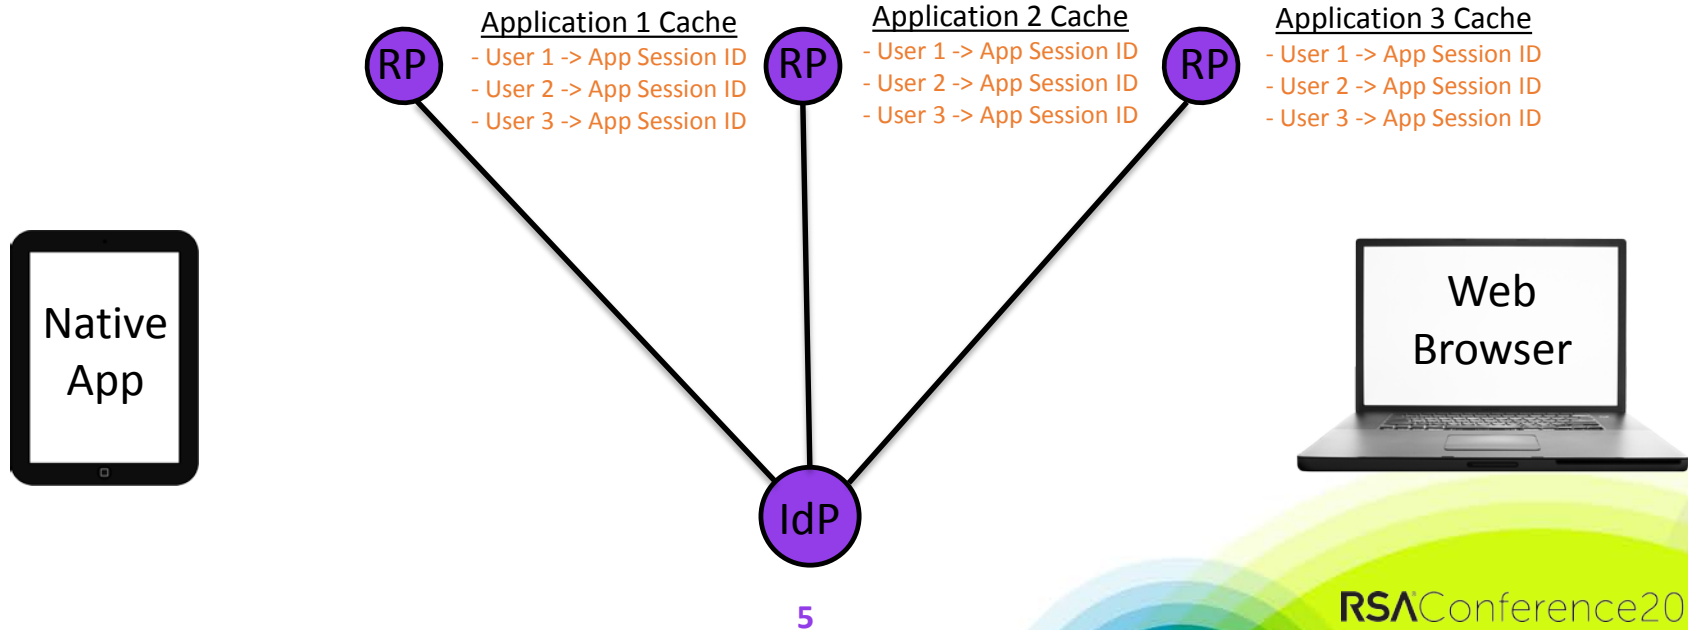 Application 1 Cache
- User 1 -> App Session ID
- User 2 -> App Session ID
- User 3 -> App Session ID
Application 2 Cache
- User 1 -> App Session ID
- User 2 -> App Session ID
- User 3 -> App Session ID
Application 3 Cache
- User 1 -> App Session ID
- User 2 -> App Session ID
- User 3 -> App Session ID
RP
RP
RP
Native
App
Web
Browser
IdP
5
RSAConference20